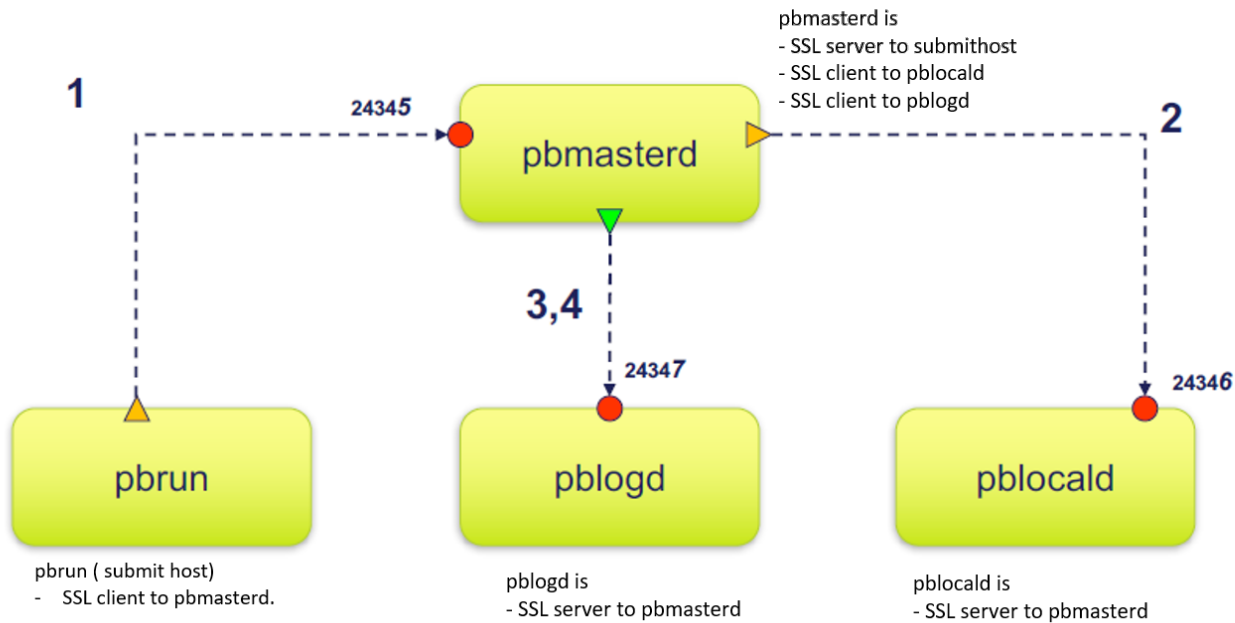 pbmasterd is
- SSL server to submithost
- SSL client to pblocald
- SSL client to pblogd
1
24345
2
pbmasterd
3,4
24347
24346
pbrun
pblogd
pblocald
pbrun ( submit host)
- SSL client to pbmasterd.
pblogd is
- SSL server to pbmasterd
pblocald is
- SSL server to pbmasterd